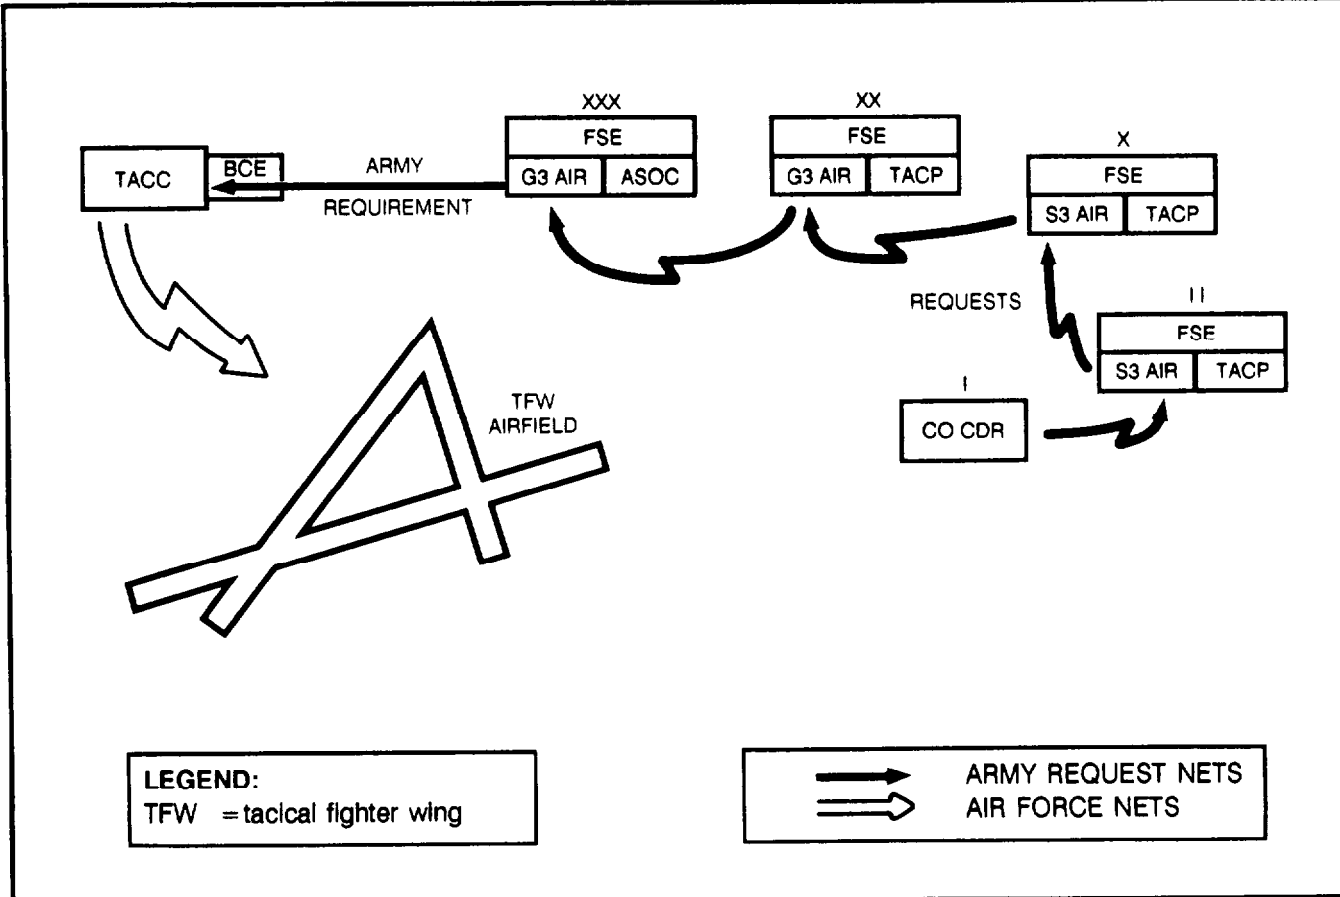 XXX
FSE
G3 AIR ASOC
XX
FSE
G3 AIR TACP
X
FSE
S3 AIR TACP
TACC BCE
ARMY
REQUIREMENT
REQUESTS
II
FSE
S3 AIR TACP
I
CO CDR
TFW
AIRFIELD
LEGEND:
TFW = tacical fighter wing
ARMY REQUEST NETS
AIR FORCE NETS